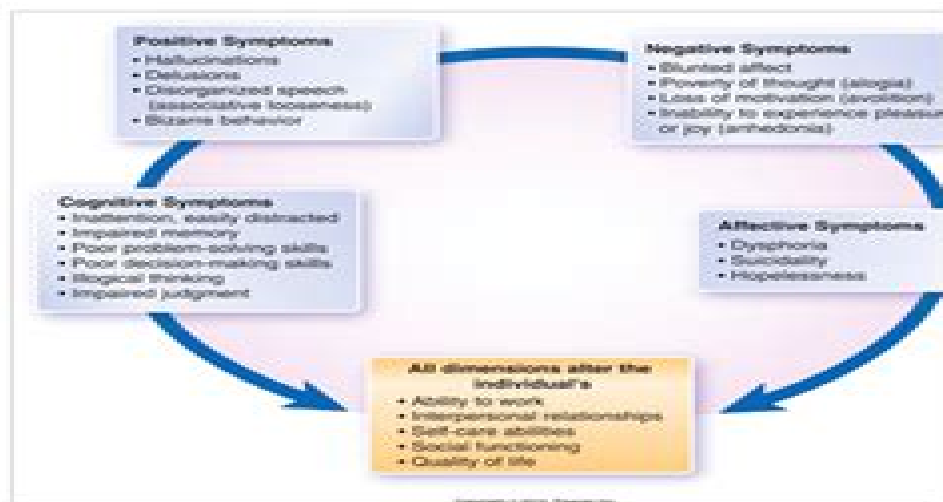 Positive Symptoms
• Hallucinations
• Delusions
• Disorganized speech
(associative looseness)
• Bizarre behavior
Negative Symptoms
• Blunted affect
• Poverty of thought (alogia)
• Loss of motivation (avolition)
• Inability to experience pleasur
or joy (anhedonia)
Cognitive Symptoms
• Inattention, easily distracted
• Impaired memory
• Poor problem-solving skills
• Poor decision-making skills
• Illogical thinking
• Impaired judgment
Affective Symptoms
• Dysphoria
• Suicidality
• Hopelessness
All dimensions alter the
individual's
• Ability to work
• Interpersonal relationships
• Self-care abilities
• Social functioning
• Quality of life